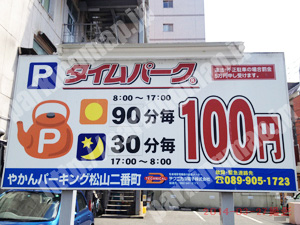 P タイムパーク
8:00〜17:00
90分毎
100円
30分毎
17:00〜8:00
P
やかんパーキング松山二番町
089-905-1723